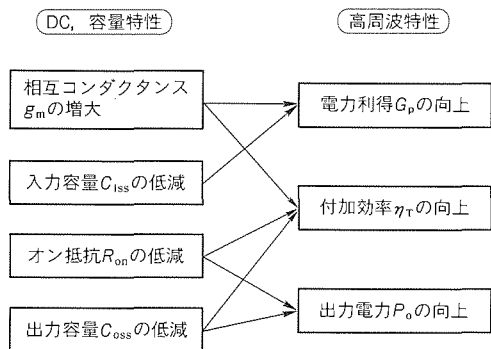 DC，容量特性
高周波特性
相互コンダクタンス
gmの増大
電力利得Gpの向上
入力容量Cissの低減
付加効率ηTの向上
オン抵抗Ronの低減
出力電力Poの向上
出力容量Cossの低減